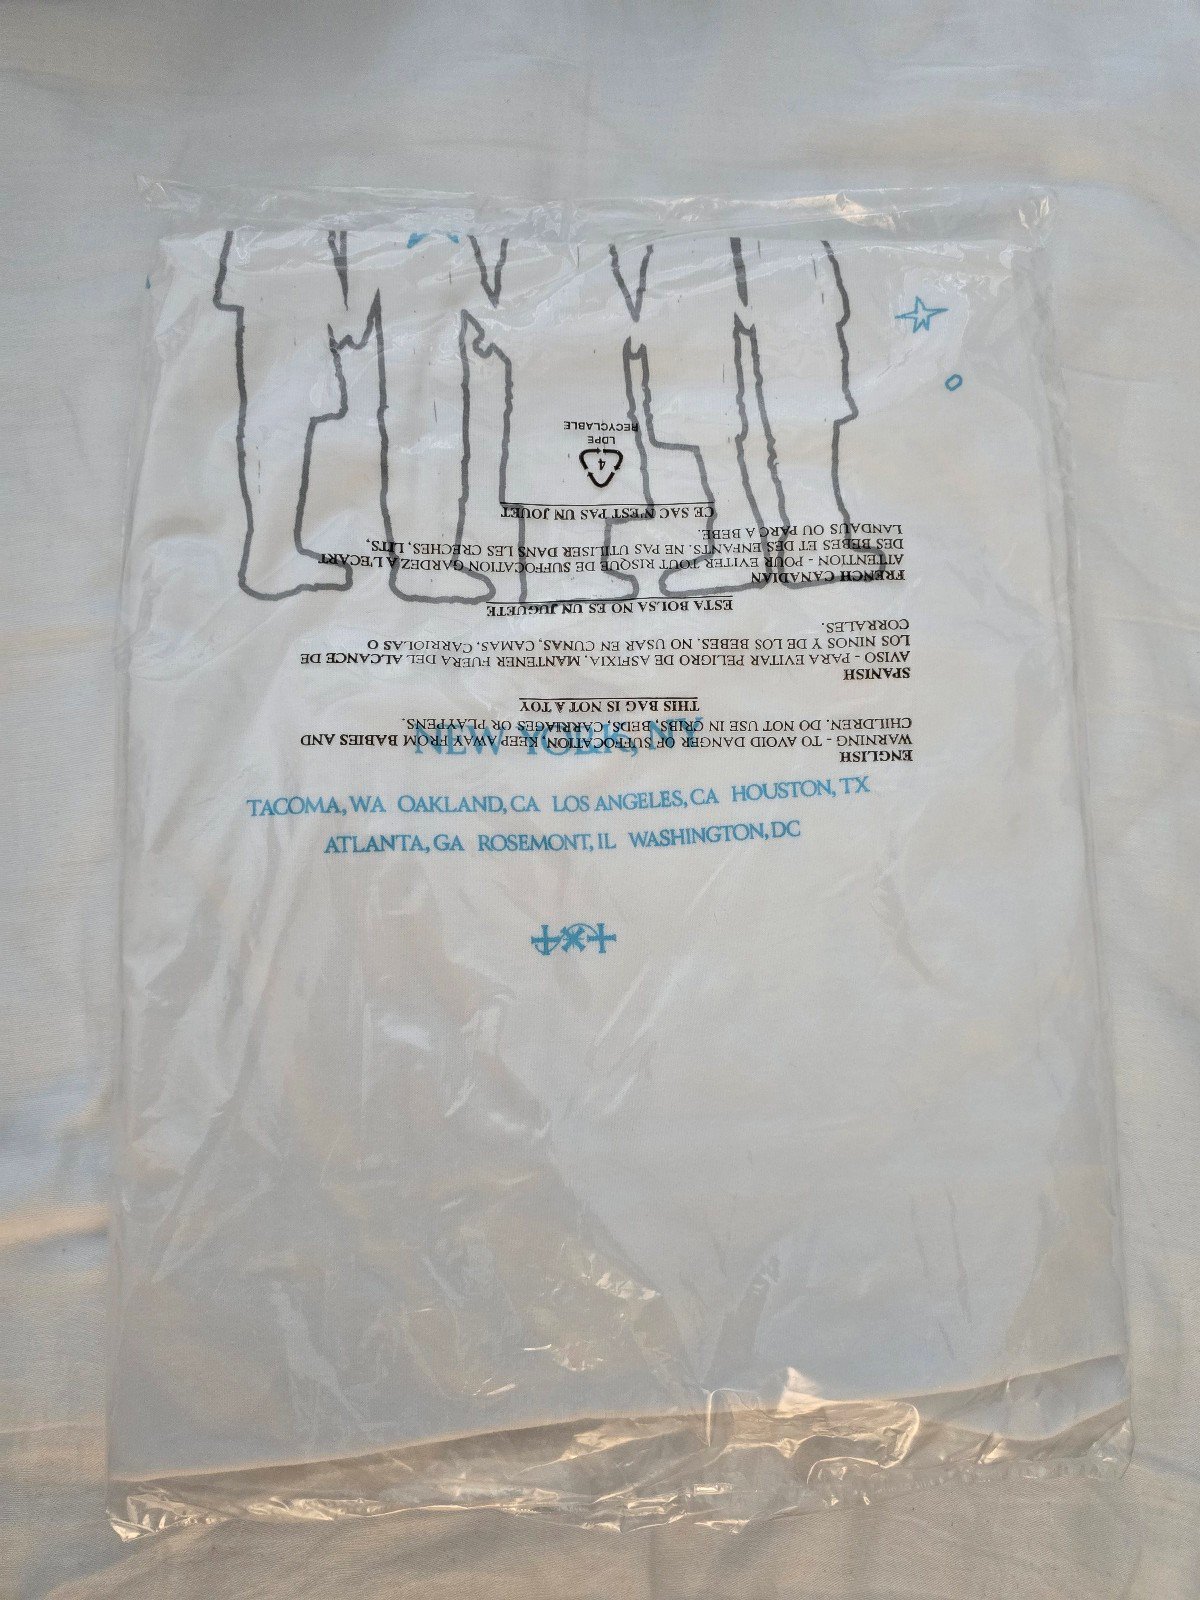 RECYCLABLE
LDPE
4
CE SAC N'EST PAS UN JOUET
LANDAUS OU PARC A BEBE.
DES BEBES ET DES ENFANTS. NE PAS UTILISER DANS LES CRECHES, LITS,
ATTENTION - POUR EVITER TOUT RISQUE DE SUFFOCATION GARDEZ A L'ECART
FRENCH CANADIAN
ESTA BOLSA NO ES UN JUGUETE
CORRALES.
LOS NINOS Y DE LOS BEBES. NO USAR EN CUNAS, CAMAS, CARRIOLAS O
AVISO - PARA EVITAR PELIGRO DE ASFIXIA, MANTENER FUERA DEL ALCANCE DE
SPANISH
THIS BAG IS NOT A TOY
CHILDREN. DO NOT USE IN CRIBS, BEDS, CARRIAGES OR PLAYPENS.
WARNING - TO AVOID DANGER OF SUFFOCATION, KEEP AWAY FROM BABIES AND
ENGLISH
NEW YORK, NY
TACOMA, WA OAKLAND, CA LOS ANGELES, CA HOUSTON, TX
ATLANTA, GA ROSEMONT, IL WASHINGTON, DC